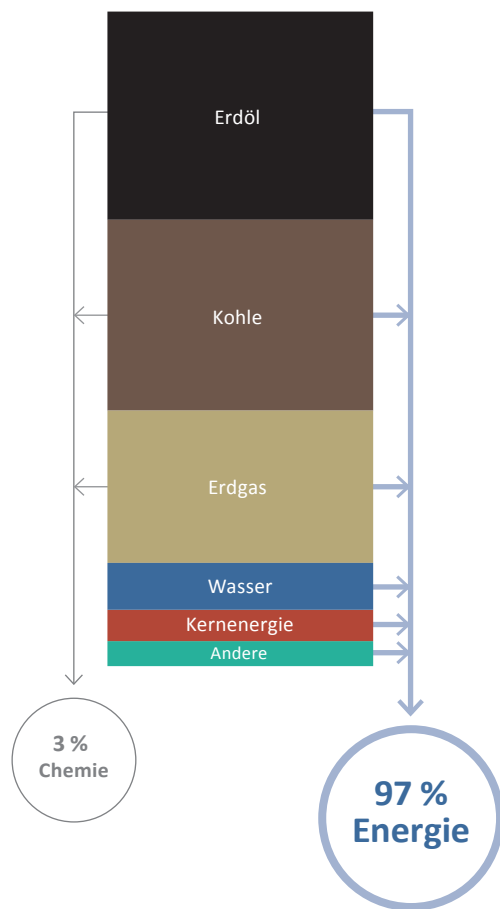 Erdöl
Kohle
Erdgas
Wasser
Kernenergie
Andere
3 %
Chemie
97 %
Energie